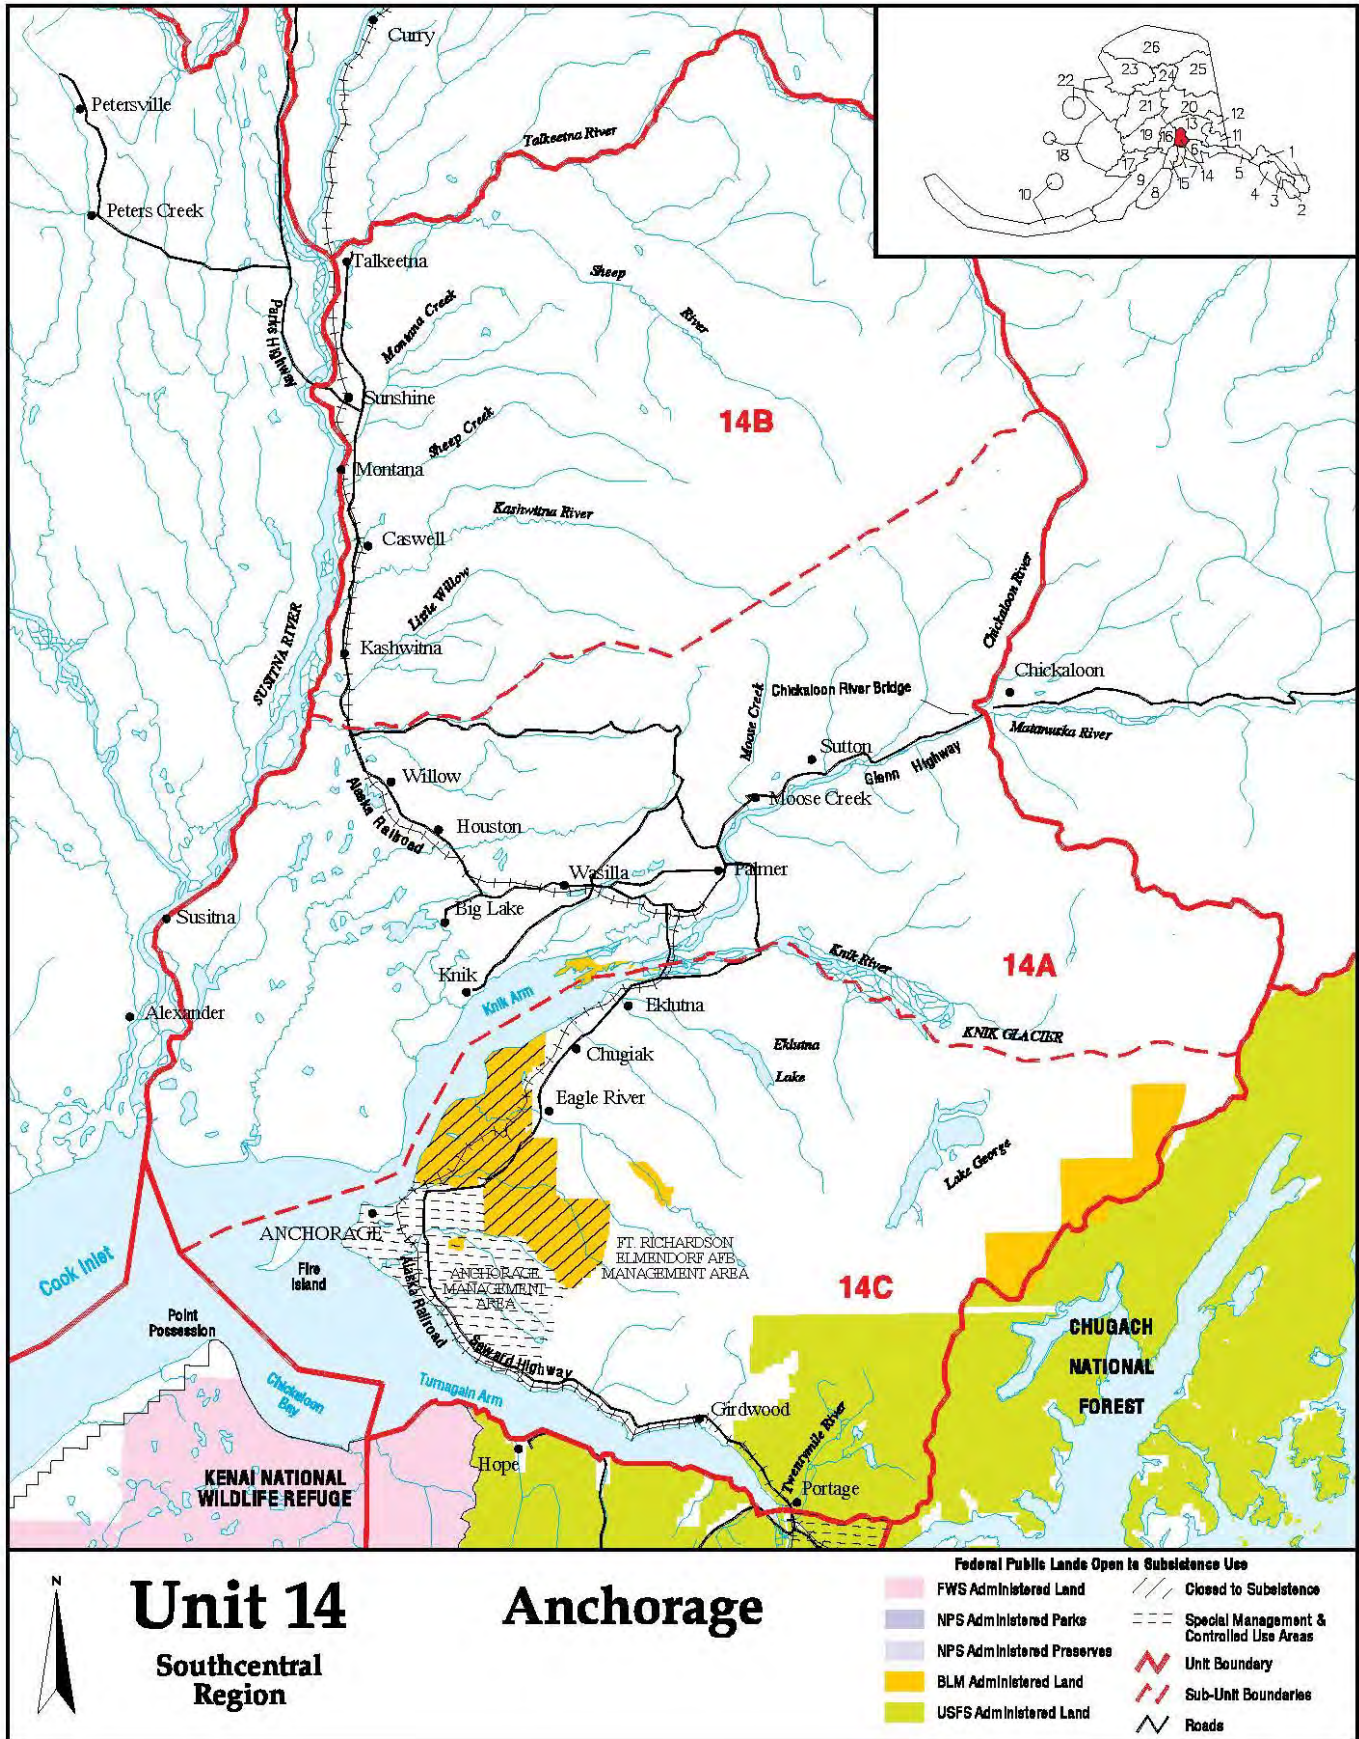 Curry
Petersville
Talkeetna River
Peters Creek
Talkeetna
Parks Highway
Montana Creek
Sheep
River
Sunshine
14B
Sheep Creek
Montana
Kashwitna River
Caswell
Little Willow
SUSITNA RIVER
Kashwitna
Chickaloon River
Chickaloon
Chickaloon River Bridge
Moose Creek
Matanuska River
Sutton
Glenn Highway
Willow
Moose Creek
Alaska Railroad
Houston
Wasilla
Palmer
Big Lake
Susitna
Knik
Knik River
14A
Knik Arm
Eklutna
Alexander
KNIK GLACIER
Chugiak
Eklutna
Lake
Eagle River
Lake George
ANCHORAGE
FT. RICHARDSON
ELMENDORF AFB
MANAGEMENT AREA
Cook Inlet
Fire
Island
ANCHORAGE
MANAGEMENT
AREA
14C
Alaska Railroad
Point
Possession
Seward Highway
CHUGACH
NATIONAL
FOREST
Chickaloon
Bay
Turnagain Arm
Girdwood
Twentymile River
Hope
Portage
KENAI NATIONAL
WILDLIFE REFUGE
26
23
24
25
22
21
20
12
13
11
19
16
6
1
18
17
7
14
5
9
15
10
8
4
3
2
N
Unit 14
Southcentral
Region
Anchorage
Federal Public Lands Open to Subsistence Use
FWS Administered Land
NPS Administered Parks
NPS Administered Preserves
BLM Administered Land
USFS Administered Land
Closed to Subsistence
Special Management &
Controlled Use Areas
Unit Boundary
Sub-Unit Boundaries
Roads